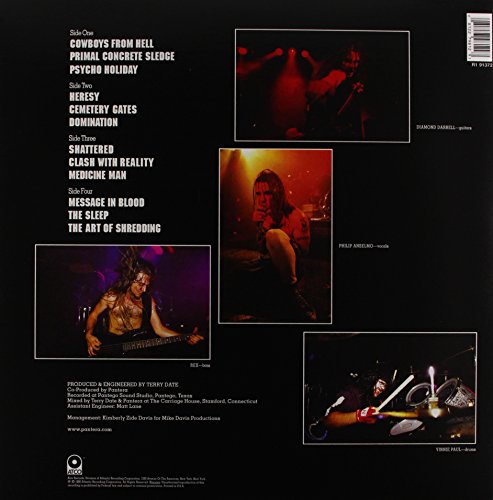 Side One
COWBOYS FROM HELL
PRIMAL CONCRETE SLEDGE
PSYCHO HOLIDAY
Side Two
HERESY
CEMETERY GATES
DOMINATION
Side Three
SHATTERED
CLASH WITH REALITY
MEDICINE MAN
Side Four
MESSAGE IN BLOOD
THE SLEEP
THE ART OF SHREDDING
R1 91372
DIAMOND DARRELL—guitars
PHILIP ANSELMO—vocals
REX—bass
VINNIE PAUL—drums
PRODUCED & ENGINEERED BY TERRY DATE
Co-Produced by Pantera
Recorded at Pantego Sound Studio, Pantego, Texas
Mixed by Terry Date & Pantera at The Carriage House, Stamford, Connecticut
Assistant Engineer: Matt Lane
Management: Kimberly Zide Davis for Mike Davis Productions
www.pantera.com
ATCO